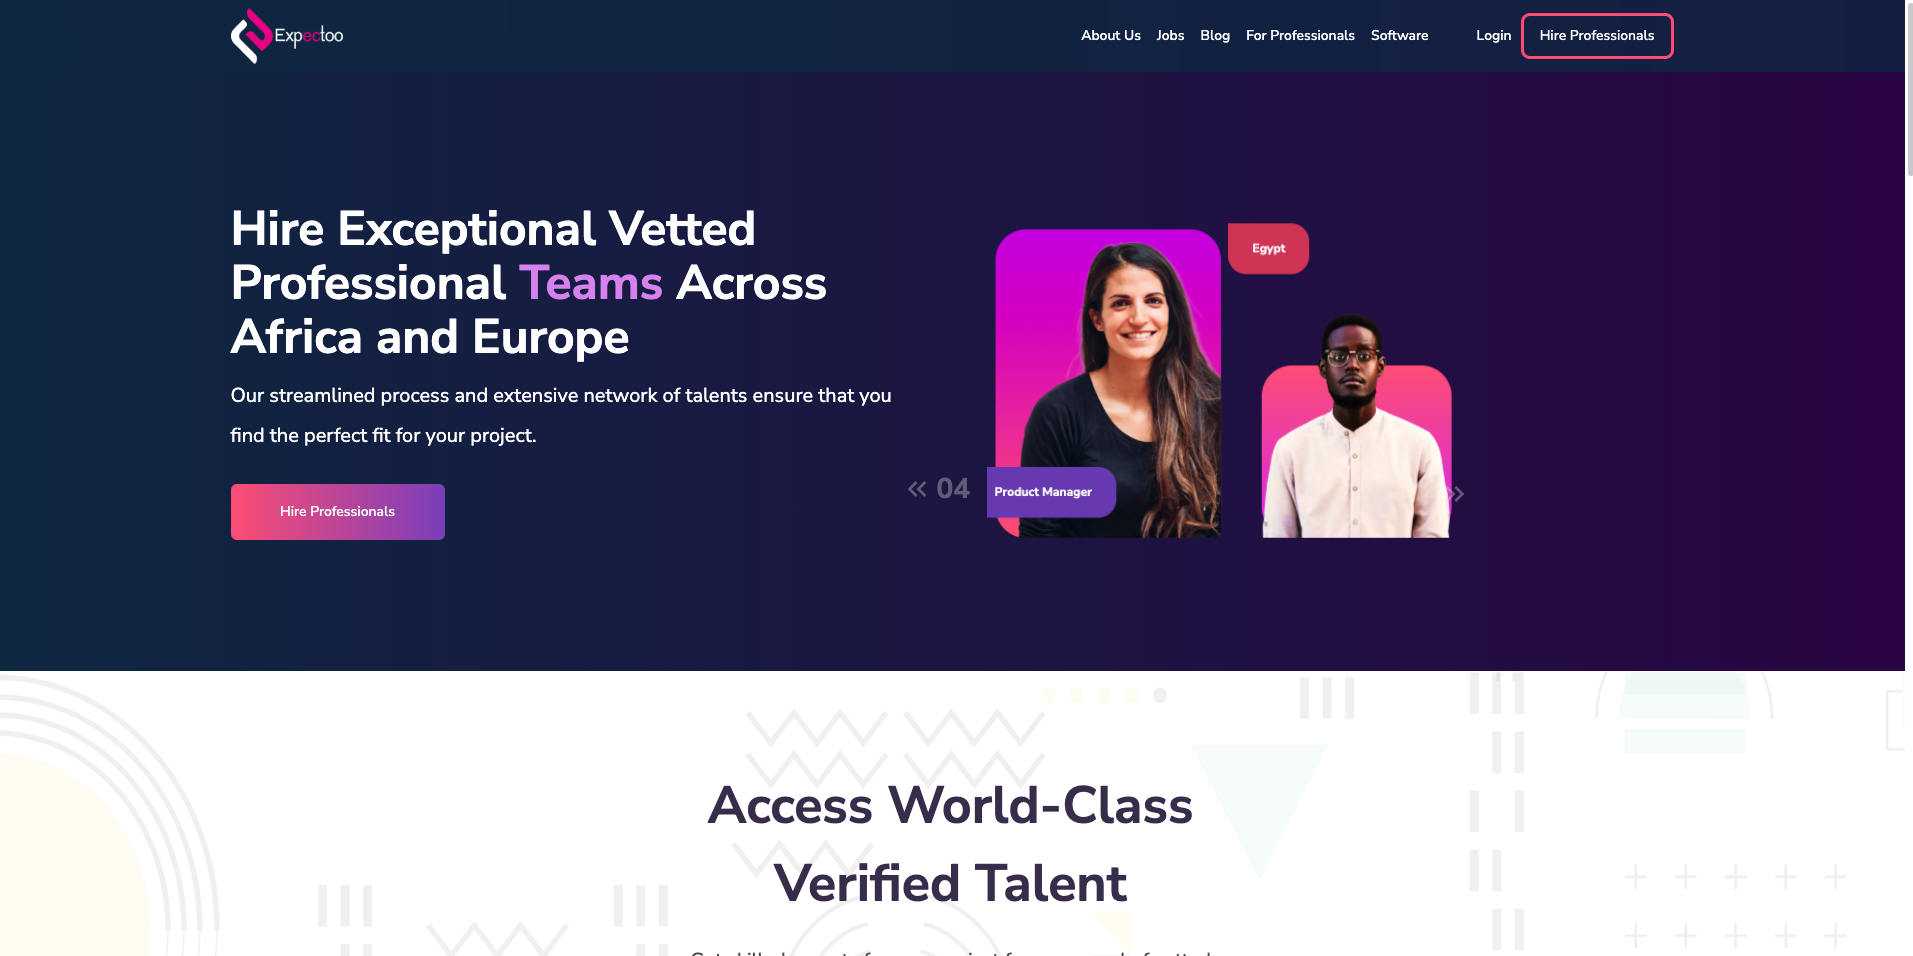 Expectoo
About Us Jobs Blog For Professionals Software Login Hire Professionals
Hire Exceptional Vetted
Professional Teams Across
Africa and Europe
Our streamlined process and extensive network of talents ensure that you
find the perfect fit for your project.
Hire Professionals
Egypt
04
Product Manager
Access World-Class
Verified Talent